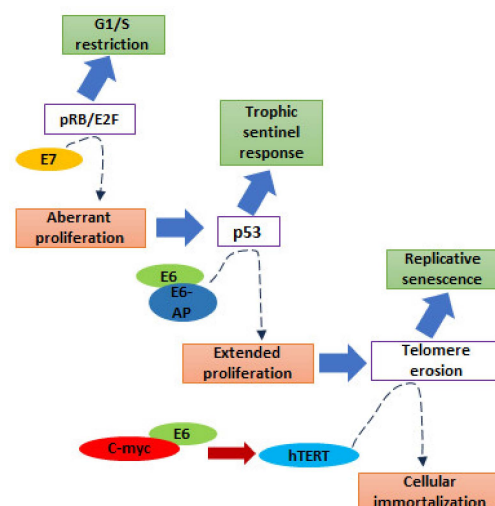 G1/S
restriction
pRB/E2F
E7
Aberrant
proliferation
Trophic
sentinel
response
p53
E6
E6-
AP
Extended
proliferation
Replicative
senescence
Telomere
erosion
E6
C-myc
hTERT
Cellular
immortalization